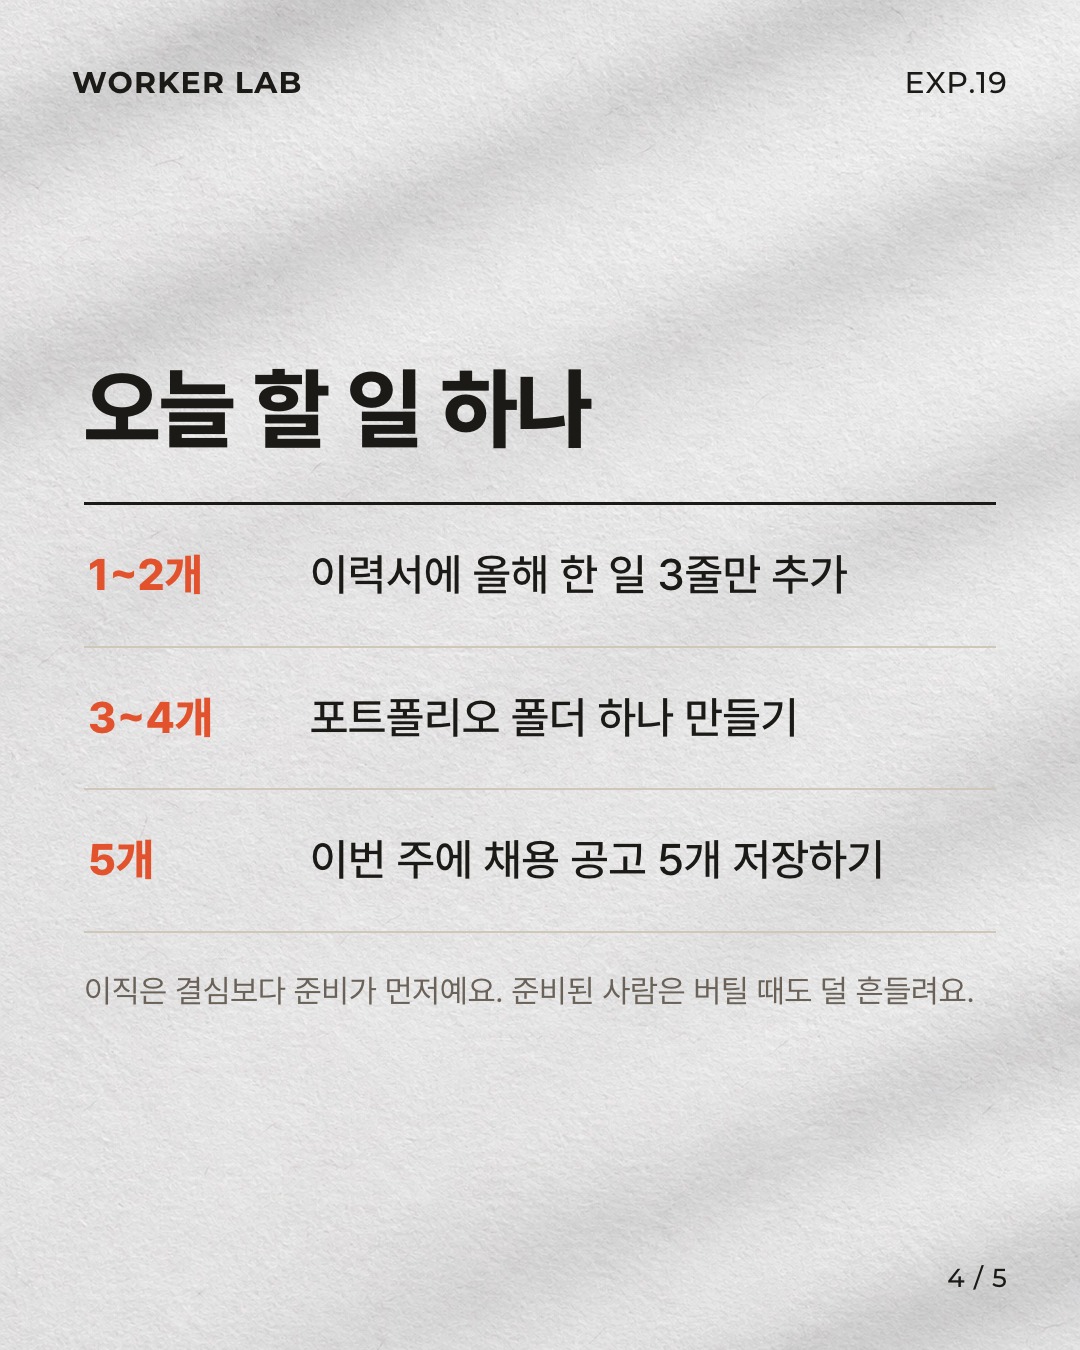 WORKER LAB
EXP.19
오늘 할 일 하나
1~2개 이력서에 올해 한 일 3줄만 추가
3~4개 포트폴리오 폴더 하나 만들기
5개 이번 주에 채용 공고 5개 저장하기
이직은 결심보다 준비가 먼저예요. 준비된 사람은 버틸 때도 덜 흔들려요.
4 / 5